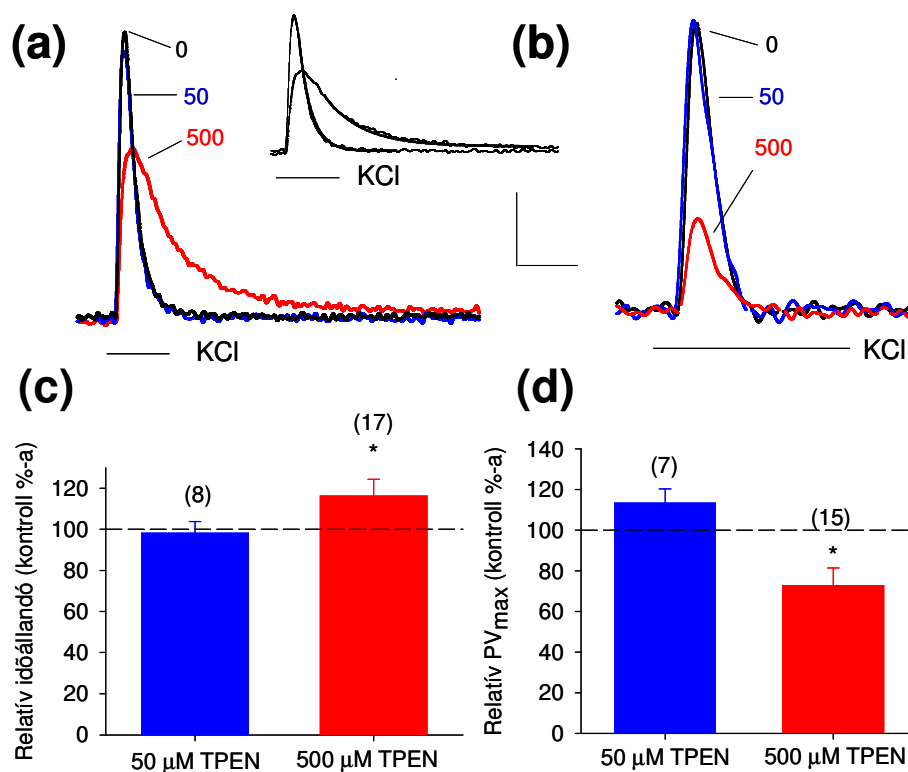 (a)
0
50
500
KCl
KCl
(b)
0
50
500
KCl
(c)
Relatív időállandó (kontroll %-a)
120
100
80
60
40
20
0
(8)
(17)
*
50 μM TPEN
500 μM TPEN
(d)
Relatív PVmax (kontroll %-a)
140
120
100
80
60
40
20
0
(7)
(15)
*
50 μM TPEN
500 μM TPEN